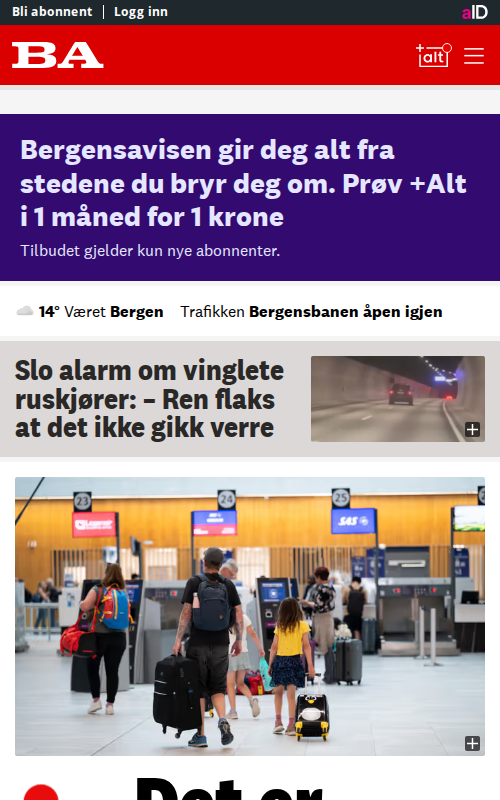 Bli abonnent | Logg inn
aID
BA
+alt
Bergensavisen gir deg alt fra
stedene du bryr deg om. Prøv +Alt
i 1 måned for 1 krone
Tilbudet gjelder kun nye abonnenter.
14° Været Bergen Trafikken Bergensbanen åpen igjen
Slo alarm om vinglete
ruskjører: – Ren flaks
at det ikke gikk verre
23
24
25
SAS